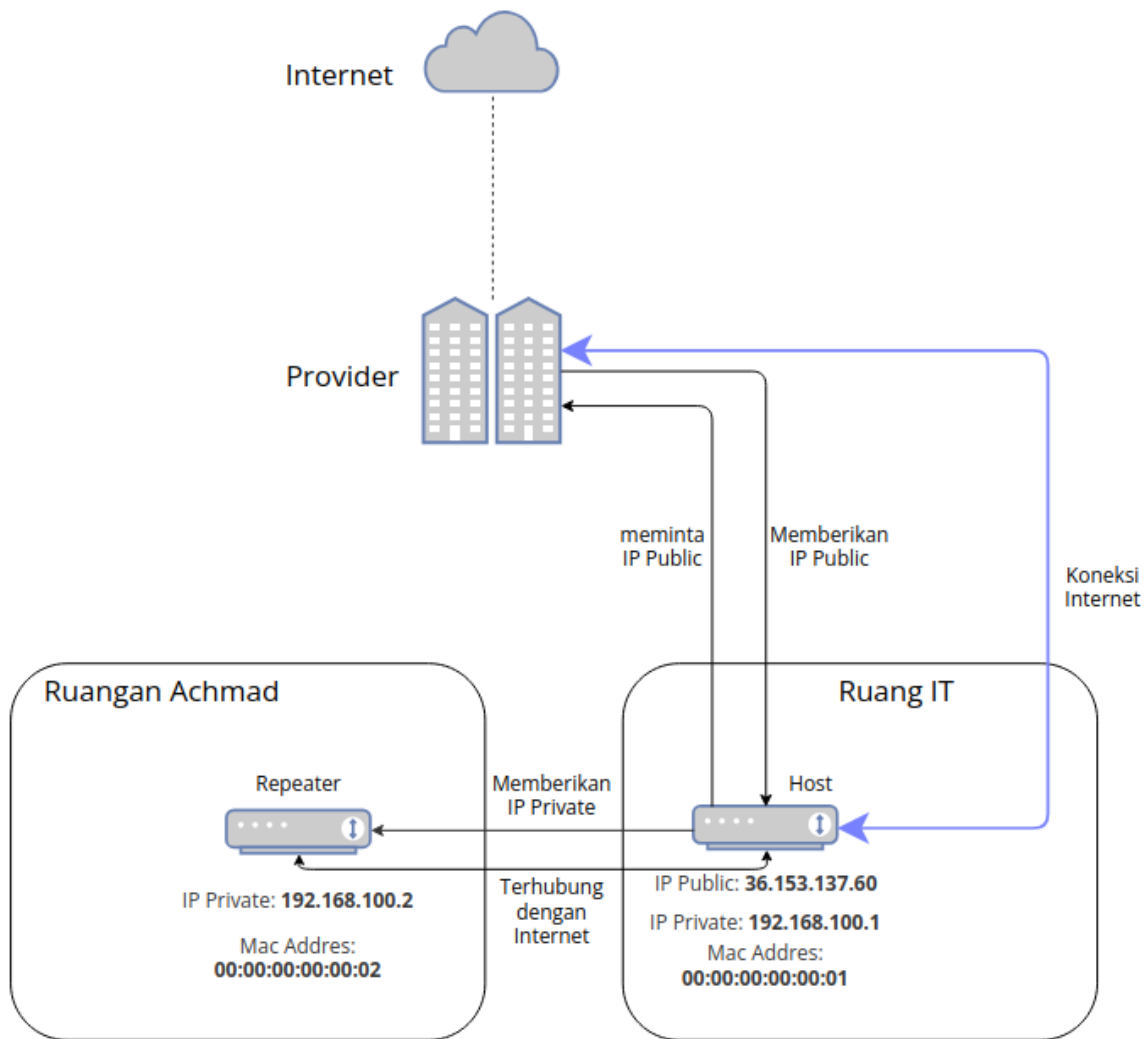 Internet
Provider
meminta
IP Public
Memberikan
IP Public
Koneksi
Internet
Ruangan Achmad
Ruang IT
Repeater
Memberikan
IP Private
Host
IP Private: 192.168.100.2
Mac Addres:
00:00:00:00:00:02
Terhubung
dengan
Internet
IP Public: 36.153.137.60
IP Private: 192.168.100.1
Mac Addres:
00:00:00:00:00:01